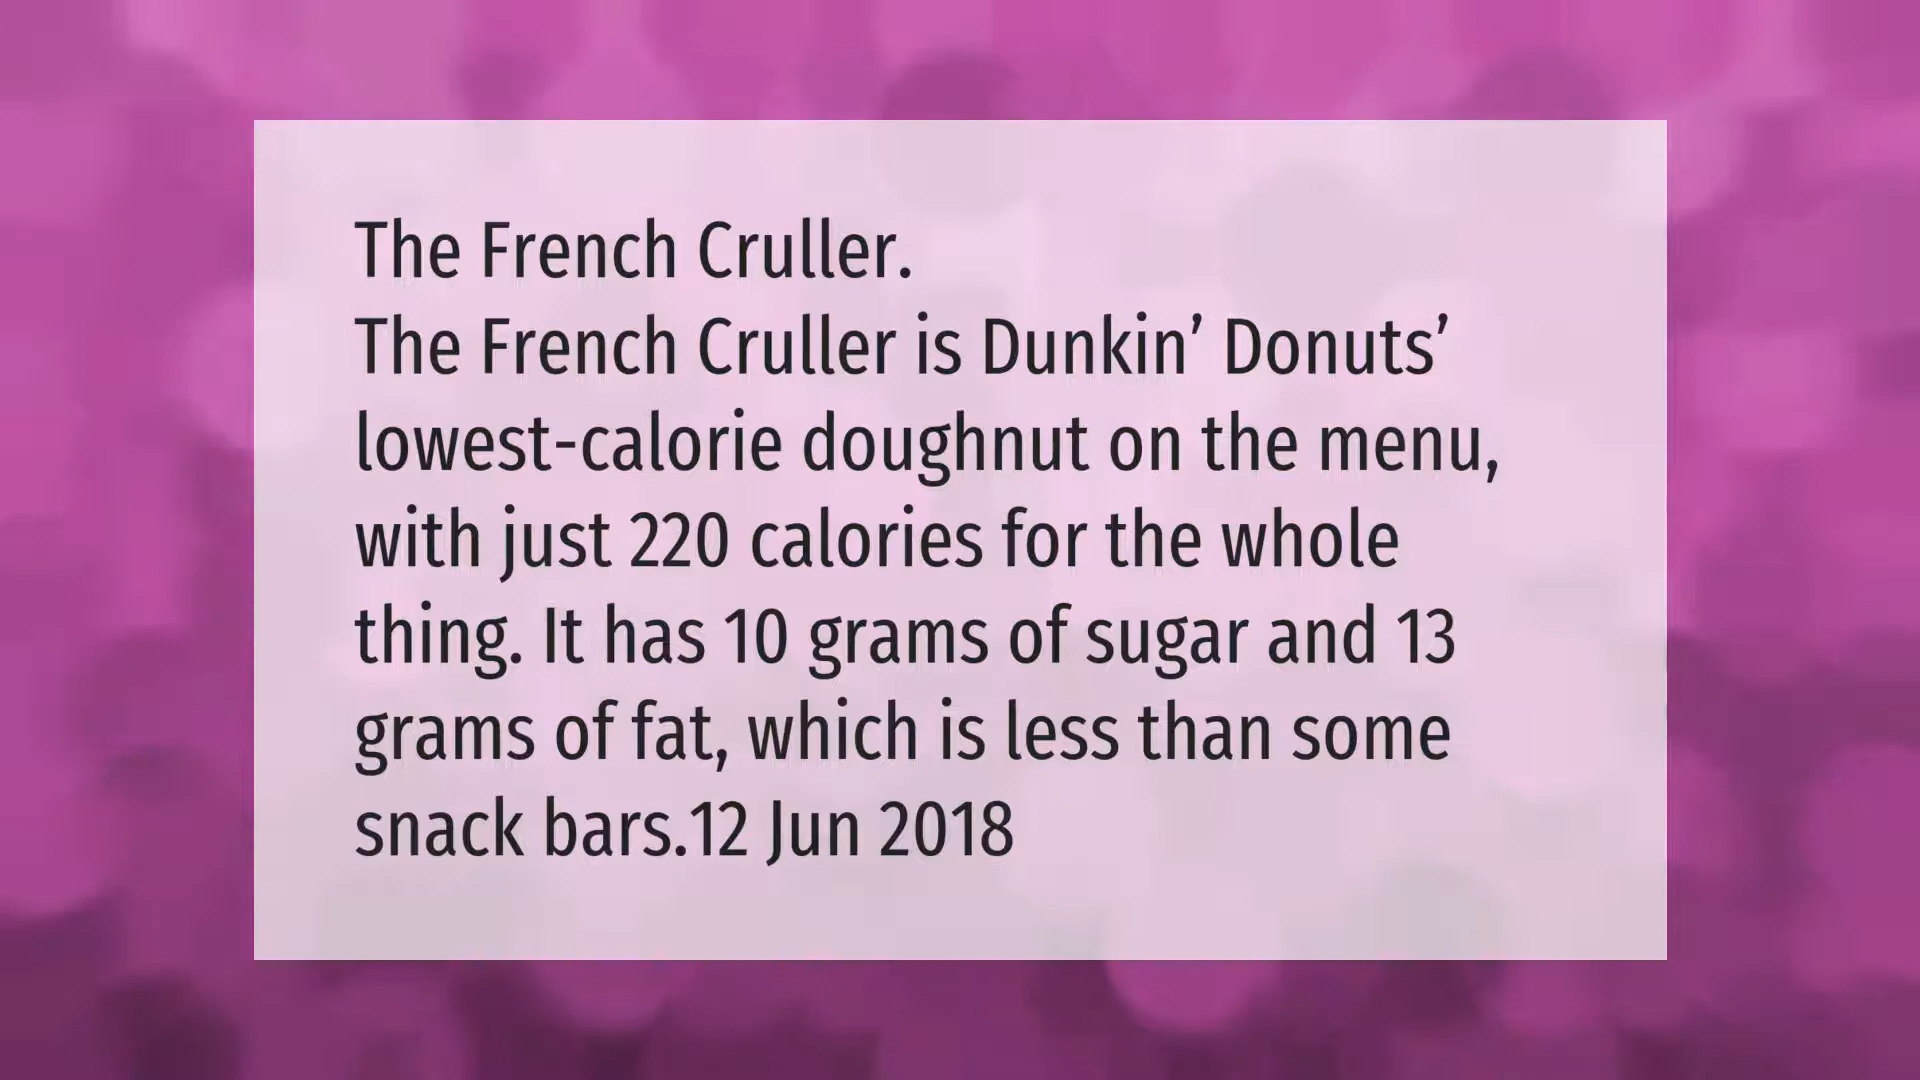 The French Cruller.
The French Cruller is Dunkin’ Donuts’
lowest-calorie doughnut on the menu,
with just 220 calories for the whole
thing. It has 10 grams of sugar and 13
grams of fat, which is less than some
snack bars.12 Jun 2018